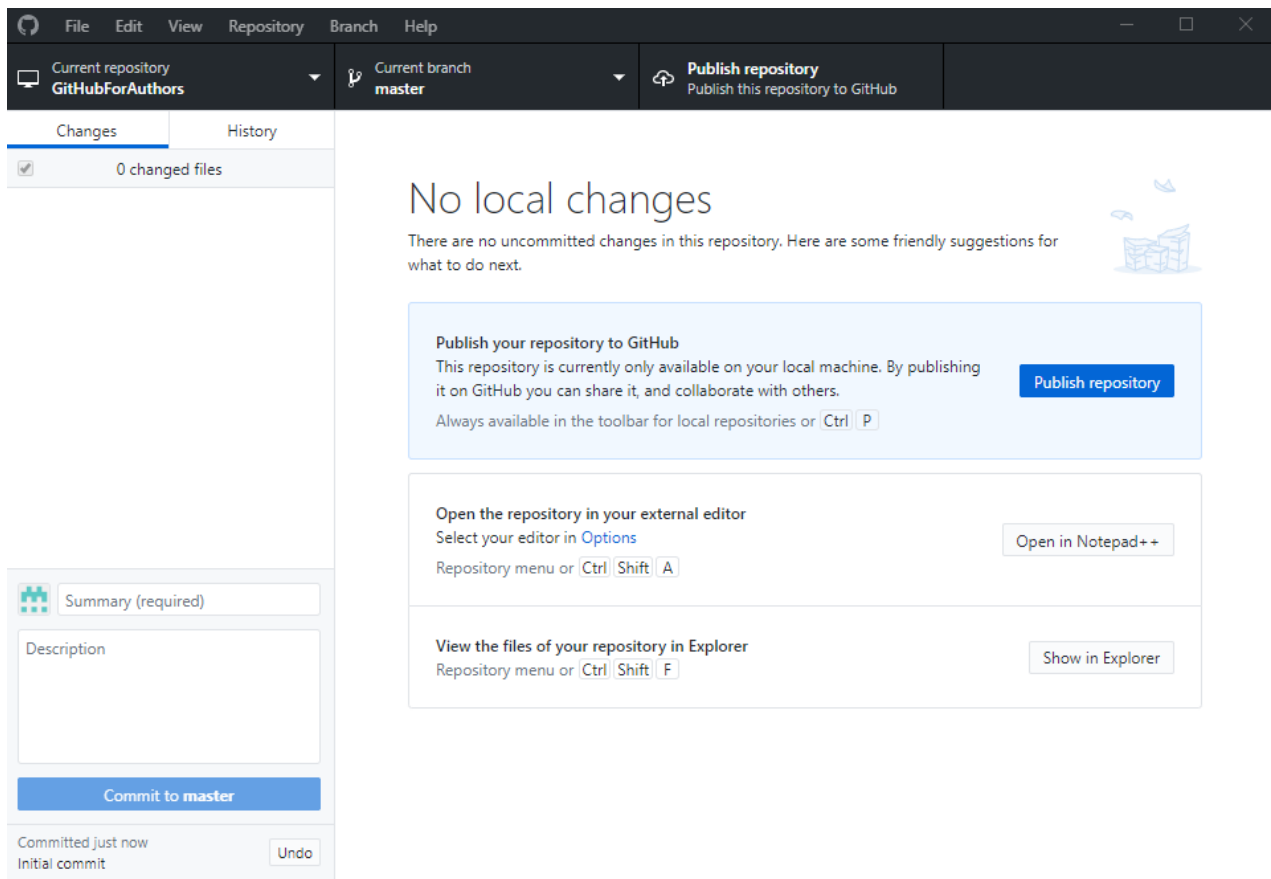 File Edit View Repository Branch Help
Current repository
GitHubForAuthors
Current branch
master
Publish repository
Publish this repository to GitHub
Changes History
0 changed files
No local changes
There are no uncommitted changes in this repository. Here are some friendly suggestions for
what to do next.
Publish your repository to GitHub
This repository is currently only available on your local machine. By publishing
it on GitHub you can share it, and collaborate with others.
Always available in the toolbar for local repositories or Ctrl P
Publish repository
Open the repository in your external editor
Select your editor in Options
Repository menu or Ctrl Shift A
Open in Notepad++
View the files of your repository in Explorer
Repository menu or Ctrl Shift F
Show in Explorer
Summary (required)
Description
Commit to master
Committed just now
Initial commit
Undo